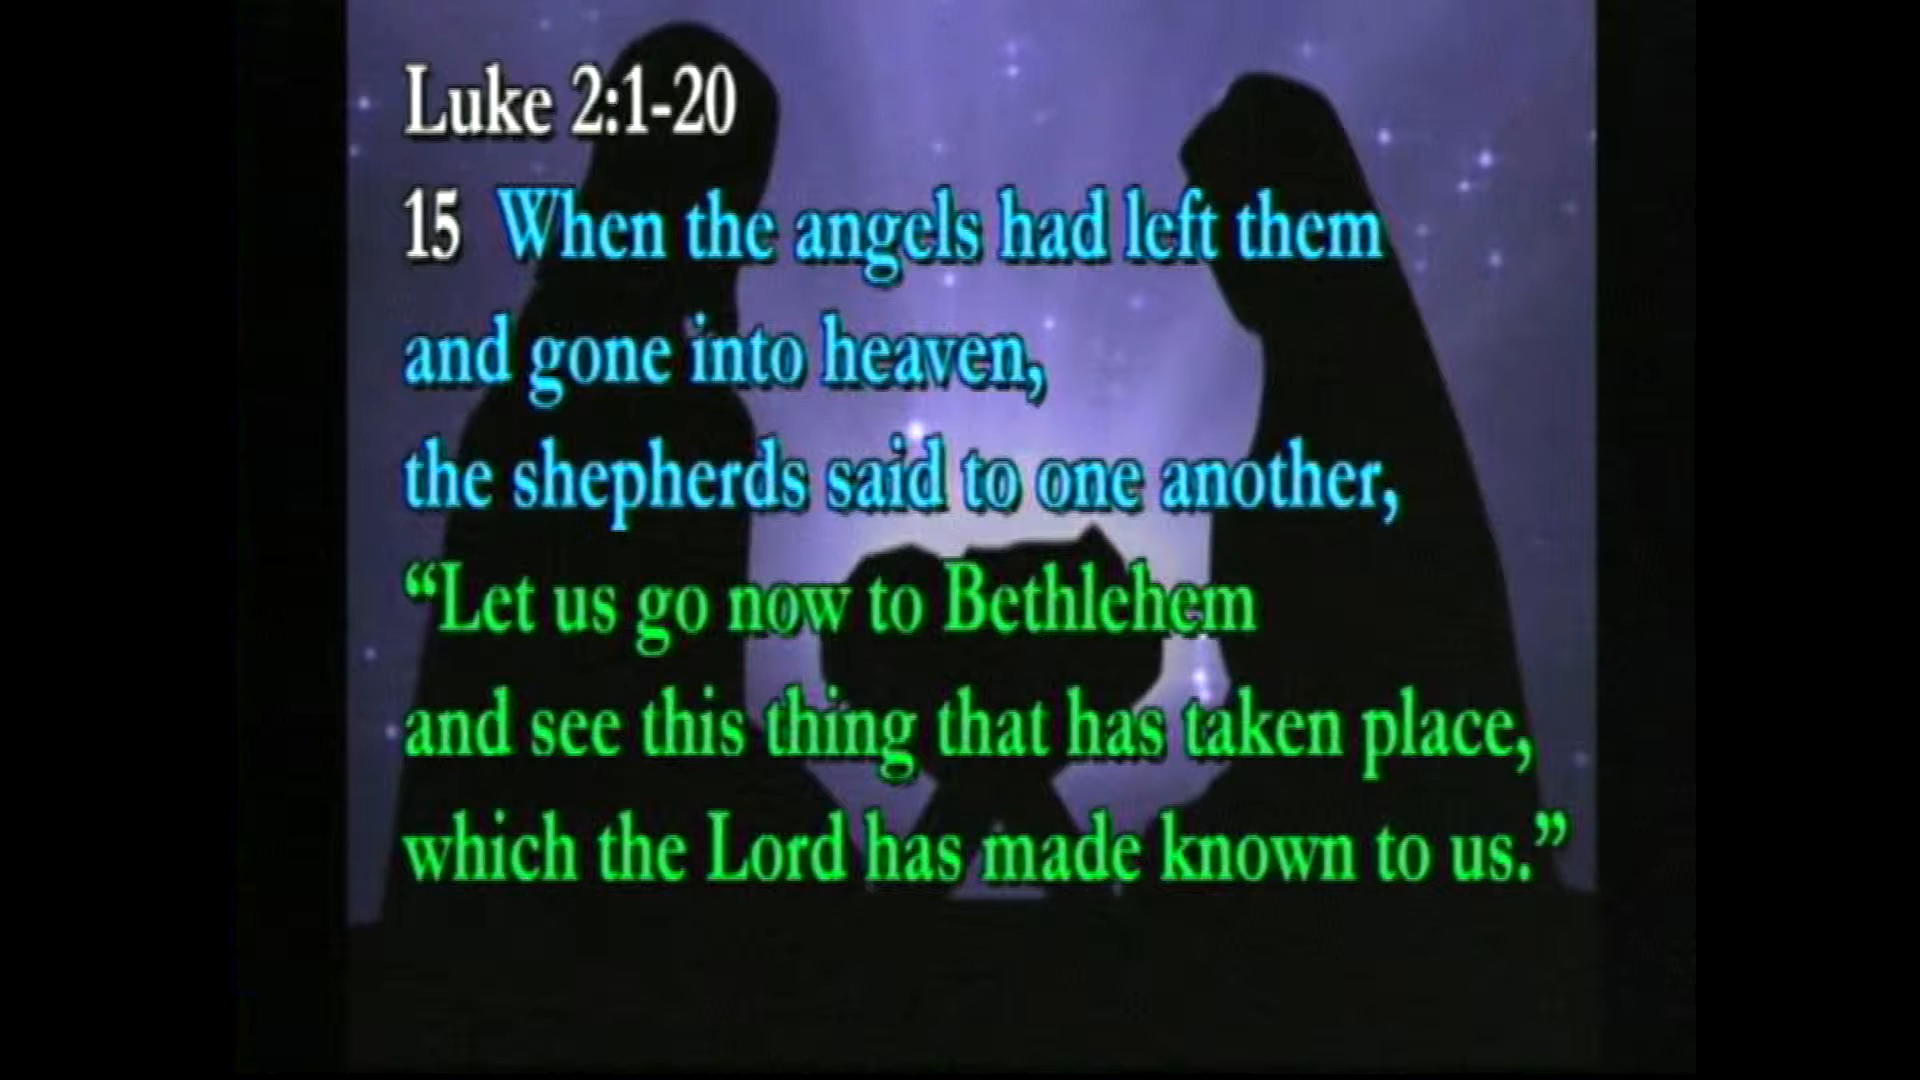 Luke 2:1-20
15 When the angels had left them
and gone into heaven,
the shepherds said to one another,
“Let us go now to Bethlehem
and see this thing that has taken place,
which the Lord has made known to us.”